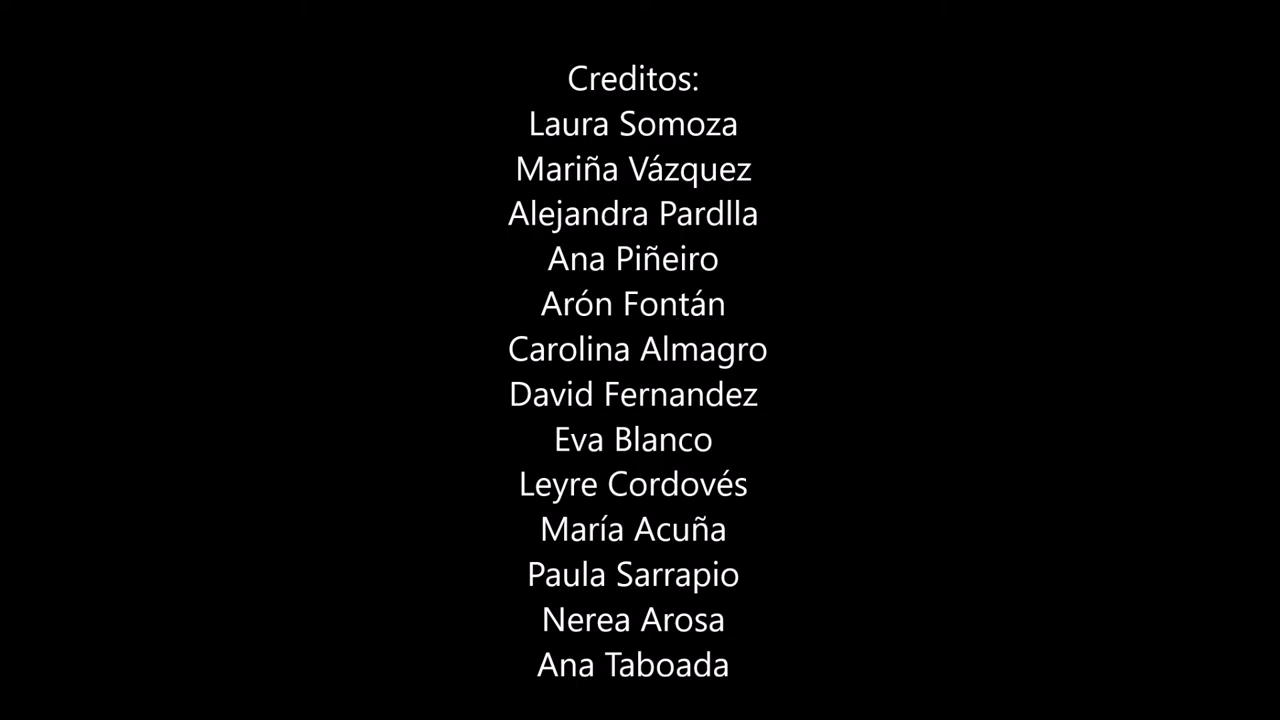 Creditos:
Laura Somoza
Mariña Vázquez
Alejandra Pardlla
Ana Piñeiro
Arón Fontán
Carolina Almagro
David Fernandez
Eva Blanco
Leyre Cordovés
María Acuña
Paula Sarrapio
Nerea Arosa
Ana Taboada